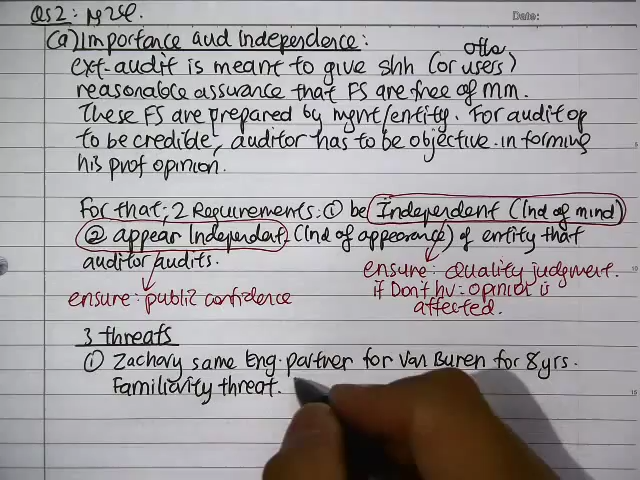 Qs2:
Date:
(a) Importance and Independence:
ext-audit is meant to give shh (or other users)
reasonable assurance that FS are free of MM.
These FS are prepared by mgmt/entity. For audit op
to be credible, auditor has to be objective in forming
his prof opinion.
For that, 2 Requirements: ① be Independent (Ind of mind)
② appear Independent (Ind of appearance) of entity that
auditor audits.
ensure: quality judgment.
if Don't hv: opinion is
affected.
ensure: public confidence
3 threats
① Zachary same Eng. partner for Van Buren for 8 yrs.
Familiarity threat.